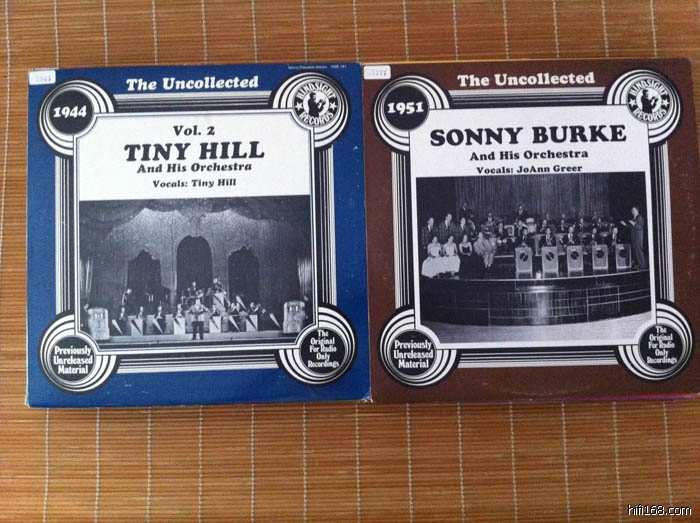 The Uncollected
1944
HINDSIGHT RECORDS
Vol. 2
TINY HILL
And His Orchestra
Vocals: Tiny Hill
Previously
Unreleased
Material
The
Original
For Radio
Only
Recordings
The Uncollected
1951
HINDSIGHT RECORDS
SONNY BURKE
And His Orchestra
Vocals: JoAnn Greer
Previously
Unreleased
Material
The
Original
For Radio
Only
Recordings
hifi168.com